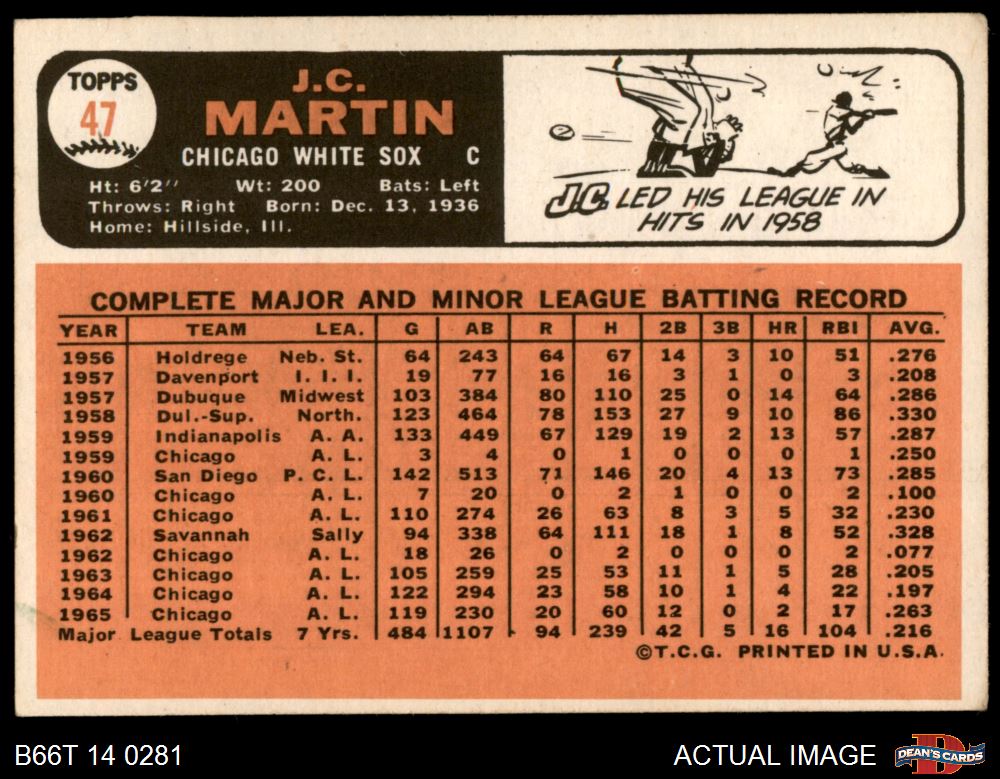 TOPPS
47
J.C.
MARTIN
CHICAGO WHITE SOX C
Ht: 6'2" Wt: 200 Bats: Left
Throws: Right Born: Dec. 13, 1936
Home: Hillside, Ill.
J.C. LED HIS LEAGUE IN
HITS IN 1958
COMPLETE MAJOR AND MINOR LEAGUE BATTING RECORD
YEAR TEAM LEA. G AB R H 2B 3B HR RBI AVG.
1956 Holdrege Neb. St. 64 243 64 67 14 3 10 51 .276
1957 Davenport I. I. I. 19 77 16 16 3 1 0 3 .208
1957 Dubuque Midwest 103 384 80 110 25 0 14 64 .286
1958 Dul.-Sup. North. 123 464 78 153 27 9 10 86 .330
1959 Indianapolis A. A. 133 449 67 129 19 2 13 57 .287
1959 Chicago A. L. 3 4 0 1 0 0 0 1 .250
1960 San Diego P. C. L. 142 513 71 146 20 4 13 73 .285
1960 Chicago A. L. 7 20 0 2 1 0 0 2 .100
1961 Chicago A. L. 110 274 26 63 8 3 5 32 .230
1962 Savannah Sally 94 338 64 111 18 1 8 52 .328
1962 Chicago A. L. 18 26 0 2 0 0 0 2 .077
1963 Chicago A. L. 105 259 25 53 11 1 5 28 .205
1964 Chicago A. L. 122 294 23 58 10 1 4 22 .197
1965 Chicago A. L. 119 230 20 60 12 0 2 17 .263
Major League Totals 7 Yrs. 484 1107 94 239 42 5 16 104 .216
©T.C.G. PRINTED IN U.S.A.
B66T 14 0281 ACTUAL IMAGE DEAN'S CARDS